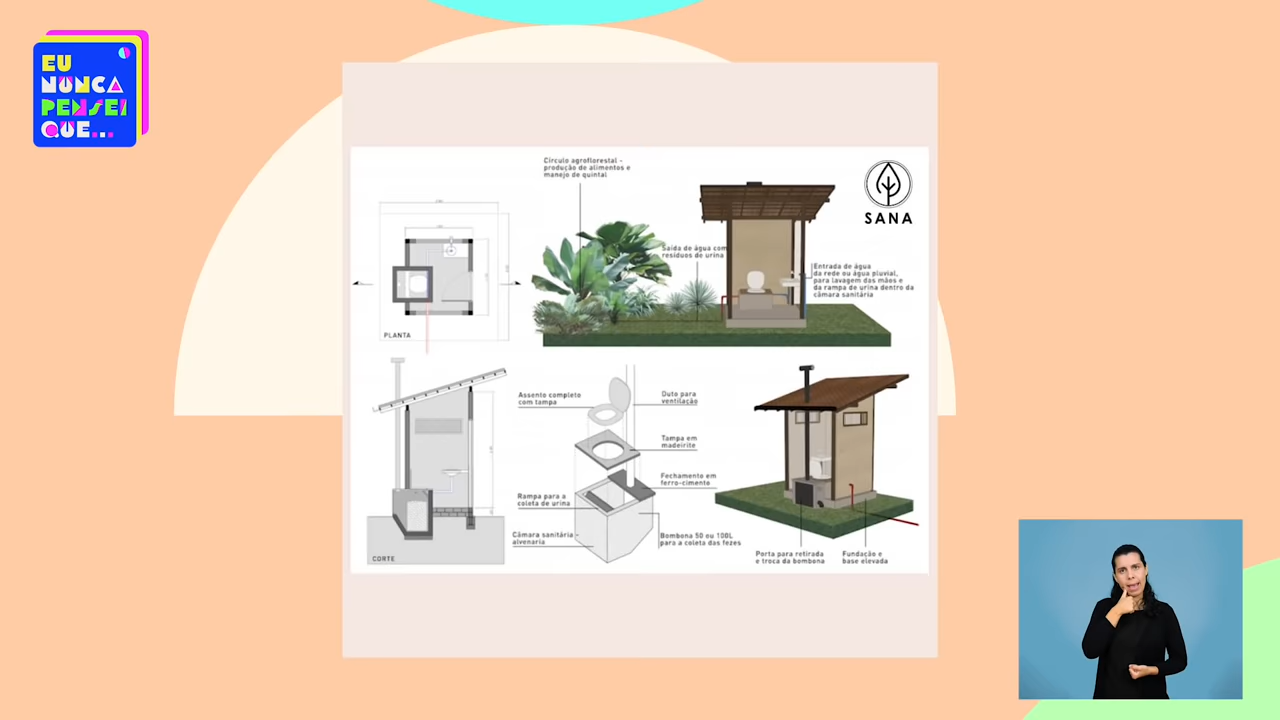 EU
NUNCA
PENSEI
QUE...
Círculo agroflorestal -
produção de alimentos e
manejo de quintal
SANA
Saída de água com
resíduos de urina
Entrada de água
da rede ou água pluvial,
para lavagem das mãos e
da rampa de urina dentro da
câmara sanitária
PLANTA
Assento completo
com tampa
Duto para
ventilação
Tampa em
madeirite
Fechamento em
ferro-cimento
Rampa para a
coleta de urina
Câmara sanitária -
alvenaria
Bombona 50 ou 100L
para a coleta das fezes
CORTE
Porta para retirada
e troca da bombona
Fundação e
base elevada